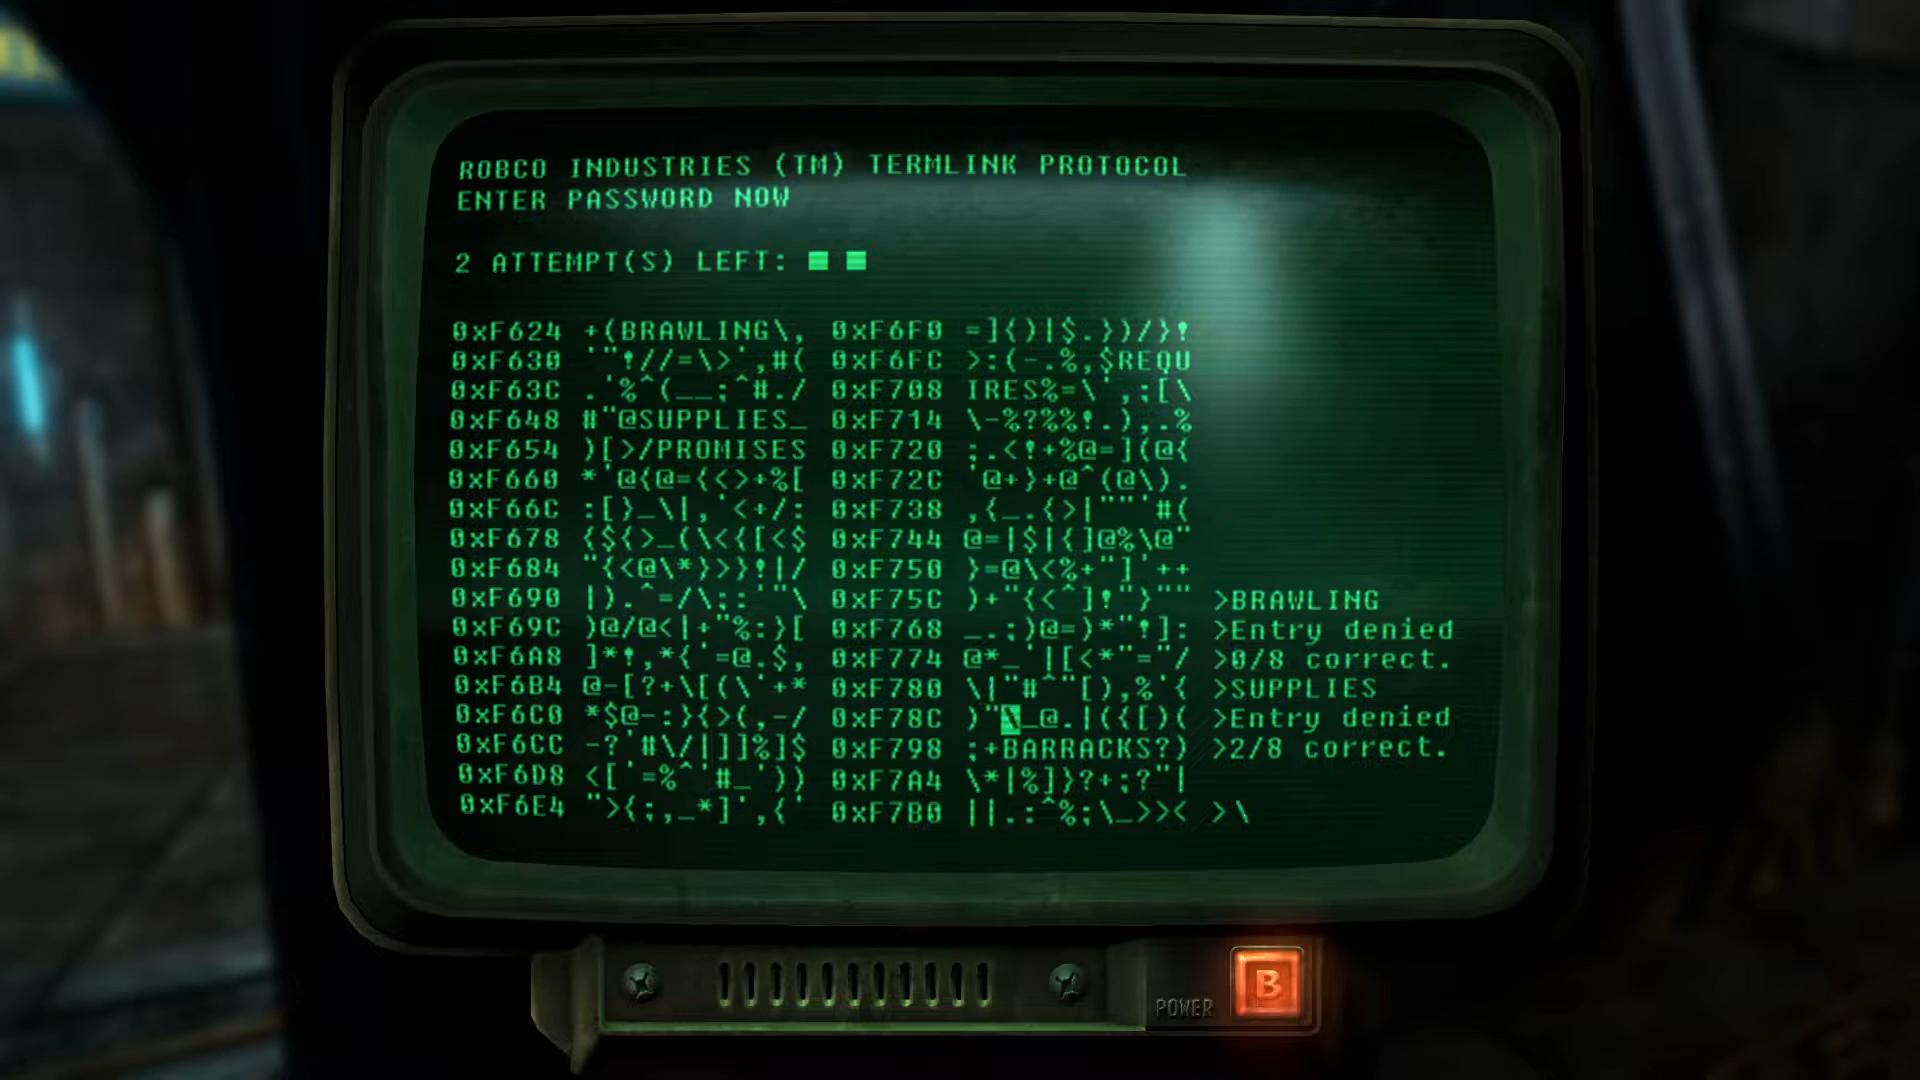 ROBCO INDUSTRIES (TM) TERMLINK PROTOCOL
ENTER PASSWORD NOW
2 ATTEMPT(S) LEFT: ■ ■
0xF624 +(BRAWLING\, 0xF6F0 =]{)|$.})/}!
0xF630 '"!//=\>',#( 0xF6FC >:(-.%,$REQU
0xF63C .'%^(__;^#./ 0xF708 IRES%=\',;[\
0xF648 #"@SUPPLIES_ 0xF714 \-%?%%!.),.%
0xF654 )[>/PROMISES 0xF720 ;.<!+%@=](@{
0xF660 *'@{@={<>+%[ 0xF72C '@+}+@^(@\).
0xF66C :[}_\|,'<+/: 0xF738 ,{_.{>|""'#(
0xF678 {${>_(\<{[<$ 0xF744 @=|$|{]@%\@"
0xF684 "{<@\*}>}!|/ 0xF750 }=@\<%+"]'++
0xF690 |).^=/\;:'"\ 0xF75C )+"{<^]!"}"" >BRAWLING
0xF69C )@/@<|+"%:}[ 0xF768 _.;)@=)*"!]: >Entry denied
0xF6A8 ]*!,*{'=@.$, 0xF774 @*_'|[<*"="/ >0/8 correct.
0xF6B4 @-[?+\[(\'+* 0xF780 \|"#^"[),%'{ >SUPPLIES
0xF6C0 *$@-:}{>(,-/ 0xF78C )"\_@.|({[)( >Entry denied
0xF6CC -?'#\/|]]%]$ 0xF798 ;+BARRACKS?) >2/8 correct.
0xF6D8 <['=%^'#_')) 0xF7A4 \*|%]}?+;?"|
0xF6E4 ">{;,_*]',{' 0xF7B0 ||.:^%;\_>>< >\
POWER
B